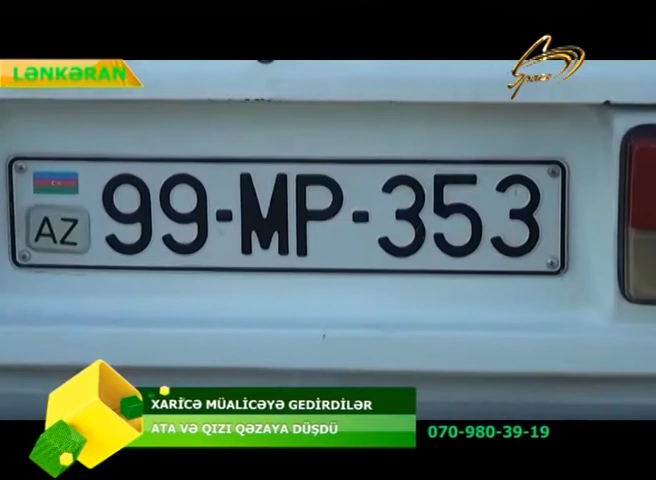 LƏNKƏRAN
Space
AZ
99-MP-353
XARİCƏ MÜALİCƏYƏ GEDİRDİLƏR
ATA VƏ QIZI QƏZAYA DÜŞDÜ
070-980-39-19